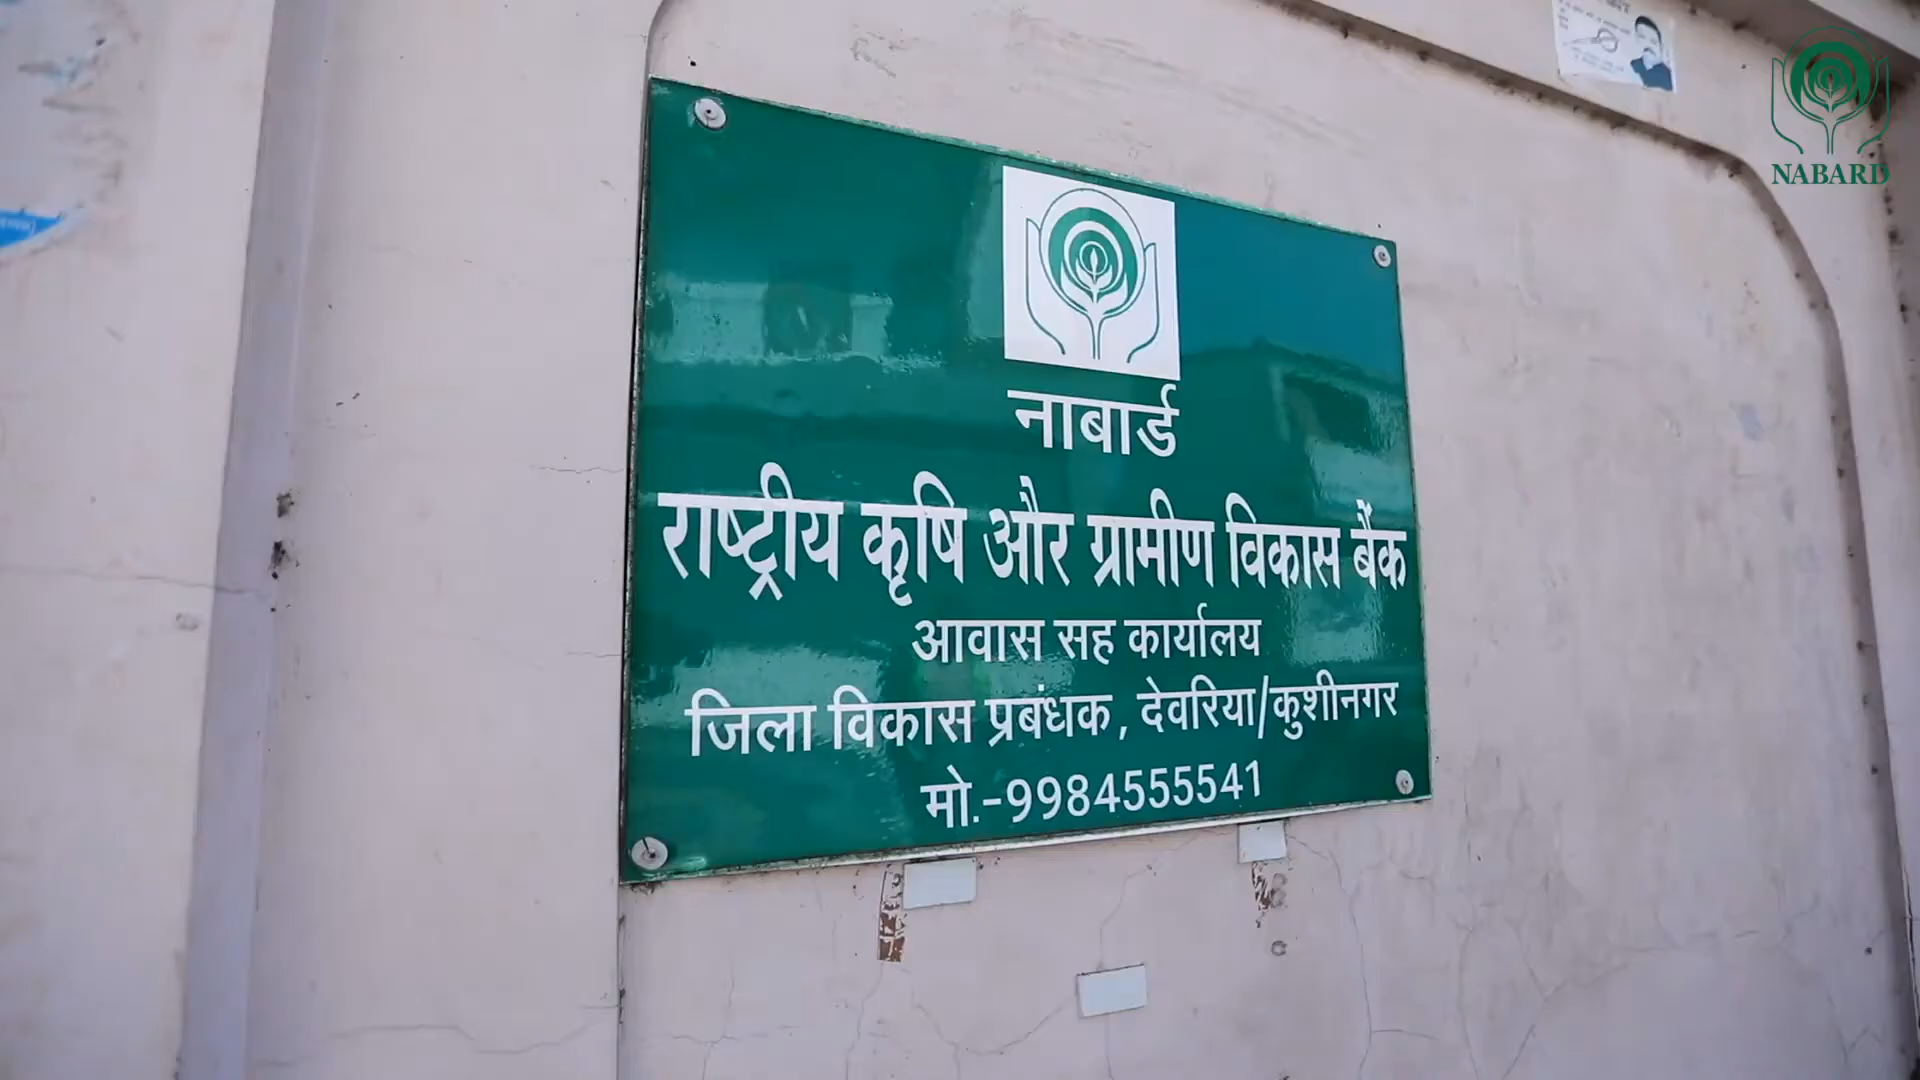 NABARD
नाबार्ड
राष्ट्रीय कृषि और ग्रामीण विकास बैंक
आवास सह कार्यालय
जिला विकास प्रबंधक, देवरिया/कुशीनगर
मो.-9984555541